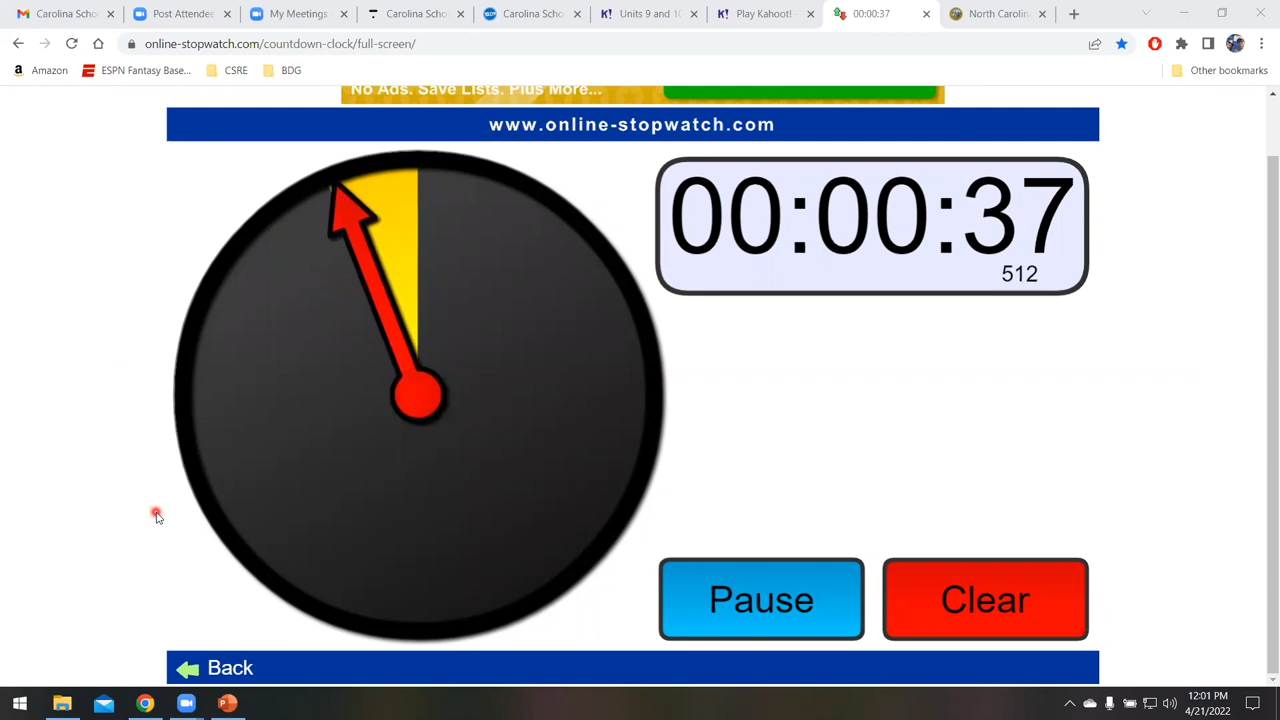 Carolina Scho
Post Attendee
My Meetings -
Carolina Scho
Carolina Scho
Units 9 and 10
Play Kahoot!
00:00:37
North Carolin
online-stopwatch.com/countdown-clock/full-screen/
Amazon
ESPN Fantasy Base...
CSRE
BDG
Other bookmarks
No Ads. Save Lists. Plus More...
www.online-stopwatch.com
00:00:37
512
Pause
Clear
Back
12:01 PM
4/21/2022